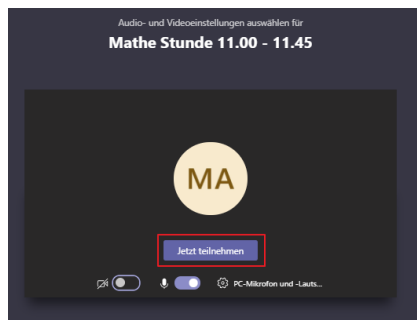 Audio- und Videoeinstellungen auswählen für
Mathe Stunde 11.00 - 11.45
MA
Jetzt teilnehmen
PC-Mikrofon und -Lauts...